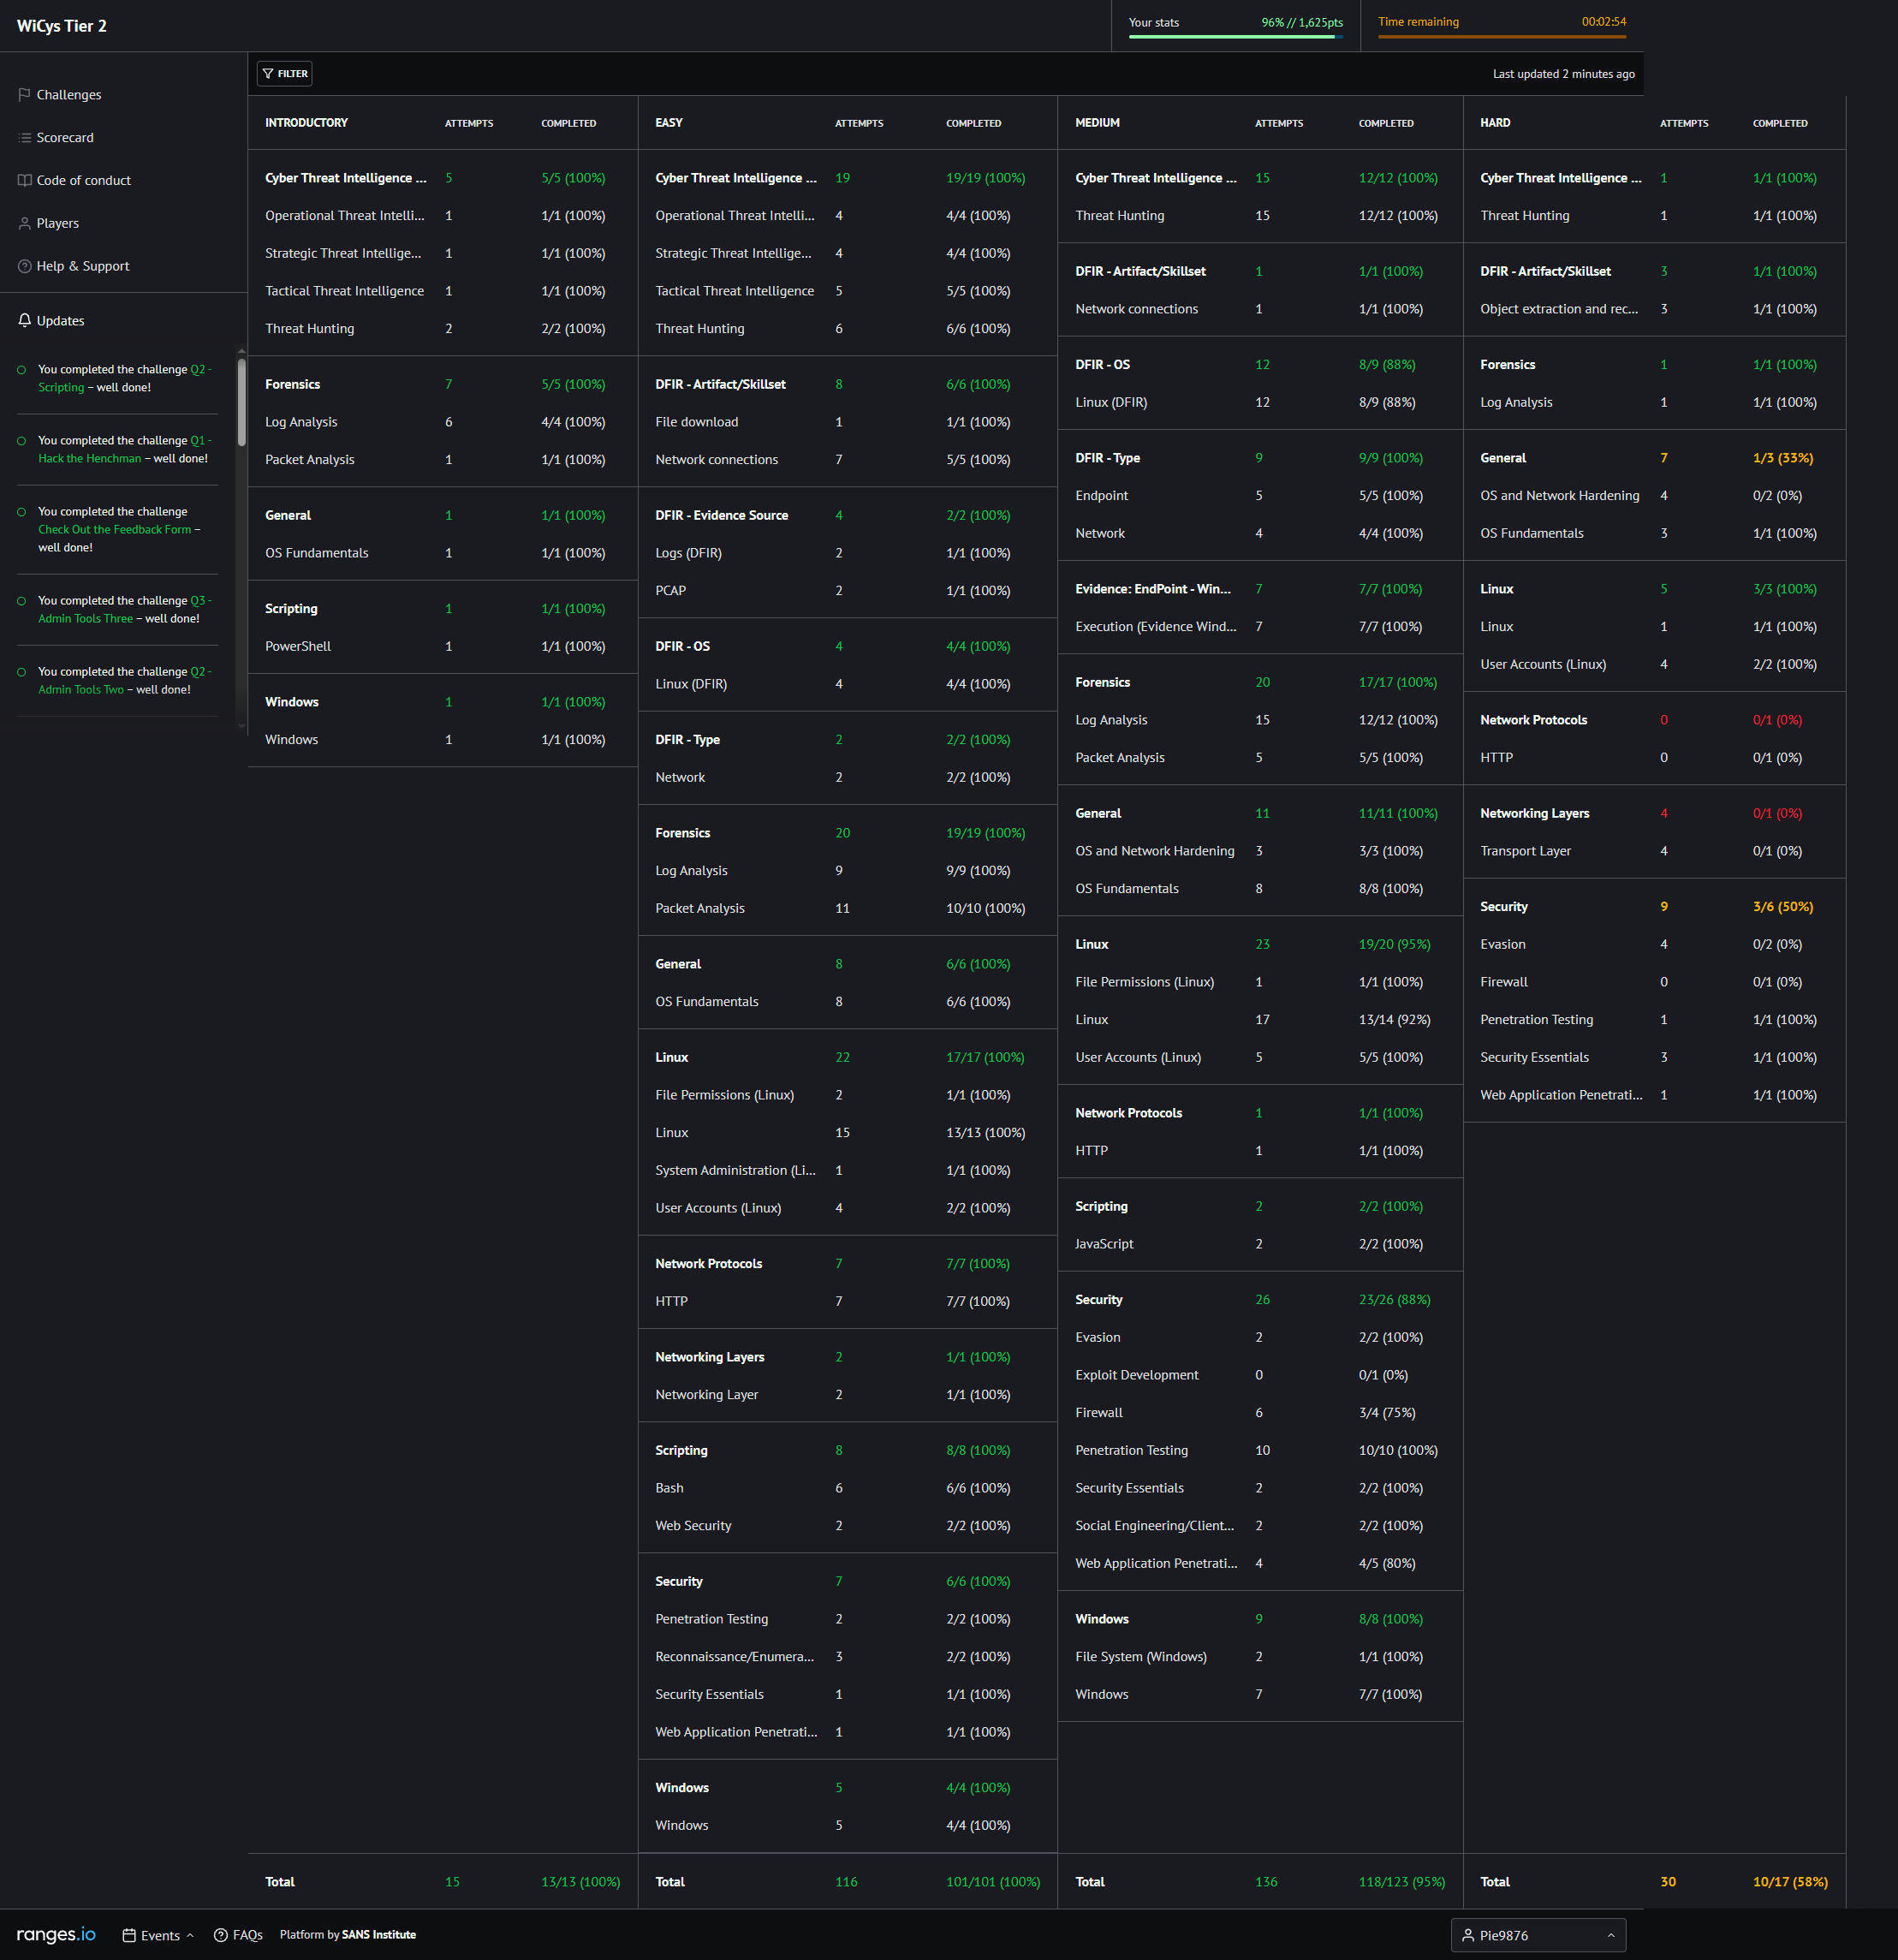 WiCys Tier 2
Your stats 96% // 1,625pts
Time remaining 00:02:54
Challenges
Scorecard
Code of conduct
Players
Help & Support
Updates
You completed the challenge Q2 -
Scripting – well done!
You completed the challenge Q1 -
Hack the Henchman – well done!
You completed the challenge
Check Out the Feedback Form –
well done!
You completed the challenge Q3 -
Admin Tools Three – well done!
You completed the challenge Q2 -
Admin Tools Two – well done!
FILTER
Last updated 2 minutes ago
INTRODUCTORY ATTEMPTS COMPLETED
Cyber Threat Intelligence ... 5 5/5 (100%)
Operational Threat Intelli... 1 1/1 (100%)
Strategic Threat Intellige... 1 1/1 (100%)
Tactical Threat Intelligence 1 1/1 (100%)
Threat Hunting 2 2/2 (100%)
Forensics 7 5/5 (100%)
Log Analysis 6 4/4 (100%)
Packet Analysis 1 1/1 (100%)
General 1 1/1 (100%)
OS Fundamentals 1 1/1 (100%)
Scripting 1 1/1 (100%)
PowerShell 1 1/1 (100%)
Windows 1 1/1 (100%)
Windows 1 1/1 (100%)
Total 15 13/13 (100%)
EASY ATTEMPTS COMPLETED
Cyber Threat Intelligence ... 19 19/19 (100%)
Operational Threat Intelli... 4 4/4 (100%)
Strategic Threat Intellige... 4 4/4 (100%)
Tactical Threat Intelligence 5 5/5 (100%)
Threat Hunting 6 6/6 (100%)
DFIR - Artifact/Skillset 8 6/6 (100%)
File download 1 1/1 (100%)
Network connections 7 5/5 (100%)
DFIR - Evidence Source 4 2/2 (100%)
Logs (DFIR) 2 1/1 (100%)
PCAP 2 1/1 (100%)
DFIR - OS 4 4/4 (100%)
Linux (DFIR) 4 4/4 (100%)
DFIR - Type 2 2/2 (100%)
Network 2 2/2 (100%)
Forensics 20 19/19 (100%)
Log Analysis 9 9/9 (100%)
Packet Analysis 11 10/10 (100%)
General 8 6/6 (100%)
OS Fundamentals 8 6/6 (100%)
Linux 22 17/17 (100%)
File Permissions (Linux) 2 1/1 (100%)
Linux 15 13/13 (100%)
System Administration (Li... 1 1/1 (100%)
User Accounts (Linux) 4 2/2 (100%)
Network Protocols 7 7/7 (100%)
HTTP 7 7/7 (100%)
Networking Layers 2 1/1 (100%)
Networking Layer 2 1/1 (100%)
Scripting 8 8/8 (100%)
Bash 6 6/6 (100%)
Web Security 2 2/2 (100%)
Security 7 6/6 (100%)
Penetration Testing 2 2/2 (100%)
Reconnaissance/Enumera... 3 2/2 (100%)
Security Essentials 1 1/1 (100%)
Web Application Penetrati... 1 1/1 (100%)
Windows 5 4/4 (100%)
Windows 5 4/4 (100%)
Total 116 101/101 (100%)
MEDIUM ATTEMPTS COMPLETED
Cyber Threat Intelligence ... 15 12/12 (100%)
Threat Hunting 15 12/12 (100%)
DFIR - Artifact/Skillset 1 1/1 (100%)
Network connections 1 1/1 (100%)
DFIR - OS 12 8/9 (88%)
Linux (DFIR) 12 8/9 (88%)
DFIR - Type 9 9/9 (100%)
Endpoint 5 5/5 (100%)
Network 4 4/4 (100%)
Evidence: EndPoint - Win... 7 7/7 (100%)
Execution (Evidence Wind... 7 7/7 (100%)
Forensics 20 17/17 (100%)
Log Analysis 15 12/12 (100%)
Packet Analysis 5 5/5 (100%)
General 11 11/11 (100%)
OS and Network Hardening 3 3/3 (100%)
OS Fundamentals 8 8/8 (100%)
Linux 23 19/20 (95%)
File Permissions (Linux) 1 1/1 (100%)
Linux 17 13/14 (92%)
User Accounts (Linux) 5 5/5 (100%)
Network Protocols 1 1/1 (100%)
HTTP 1 1/1 (100%)
Scripting 2 2/2 (100%)
JavaScript 2 2/2 (100%)
Security 26 23/26 (88%)
Evasion 2 2/2 (100%)
Exploit Development 0 0/1 (0%)
Firewall 6 3/4 (75%)
Penetration Testing 10 10/10 (100%)
Security Essentials 2 2/2 (100%)
Social Engineering/Client... 2 2/2 (100%)
Web Application Penetrati... 4 4/5 (80%)
Windows 9 8/8 (100%)
File System (Windows) 2 1/1 (100%)
Windows 7 7/7 (100%)
Total 136 118/123 (95%)
HARD ATTEMPTS COMPLETED
Cyber Threat Intelligence ... 1 1/1 (100%)
Threat Hunting 1 1/1 (100%)
DFIR - Artifact/Skillset 3 1/1 (100%)
Object extraction and rec... 3 1/1 (100%)
Forensics 1 1/1 (100%)
Log Analysis 1 1/1 (100%)
General 7 1/3 (33%)
OS and Network Hardening 4 0/2 (0%)
OS Fundamentals 3 1/1 (100%)
Linux 5 3/3 (100%)
Linux 1 1/1 (100%)
User Accounts (Linux) 4 2/2 (100%)
Network Protocols 0 0/1 (0%)
HTTP 0 0/1 (0%)
Networking Layers 4 0/1 (0%)
Transport Layer 4 0/1 (0%)
Security 9 3/6 (50%)
Evasion 4 0/2 (0%)
Firewall 0 0/1 (0%)
Penetration Testing 1 1/1 (100%)
Security Essentials 3 1/1 (100%)
Web Application Penetrati... 1 1/1 (100%)
Total 30 10/17 (58%)
ranges.io Events FAQs Platform by SANS Institute Pie9876